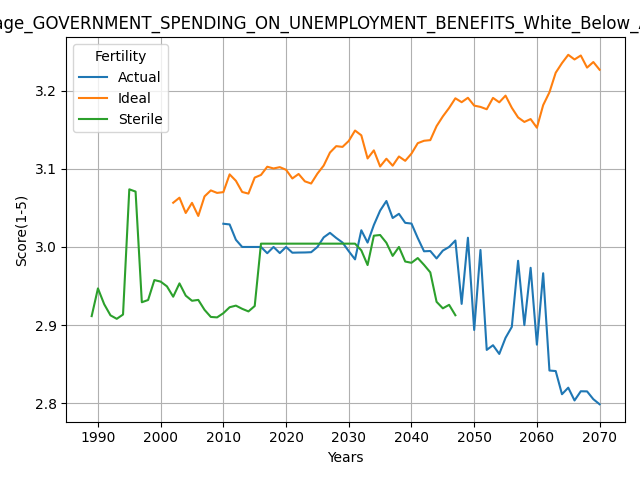 age_GOVERNMENT_SPENDING_ON_UNEMPLOYMENT_BENEFITS_White_Below_
Fertility
Actual
Ideal
Sterile
3.2
3.1
3.0
2.9
2.8
Score(1-5)
1990 2000 2010 2020 2030 2040 2050 2060 2070
Years